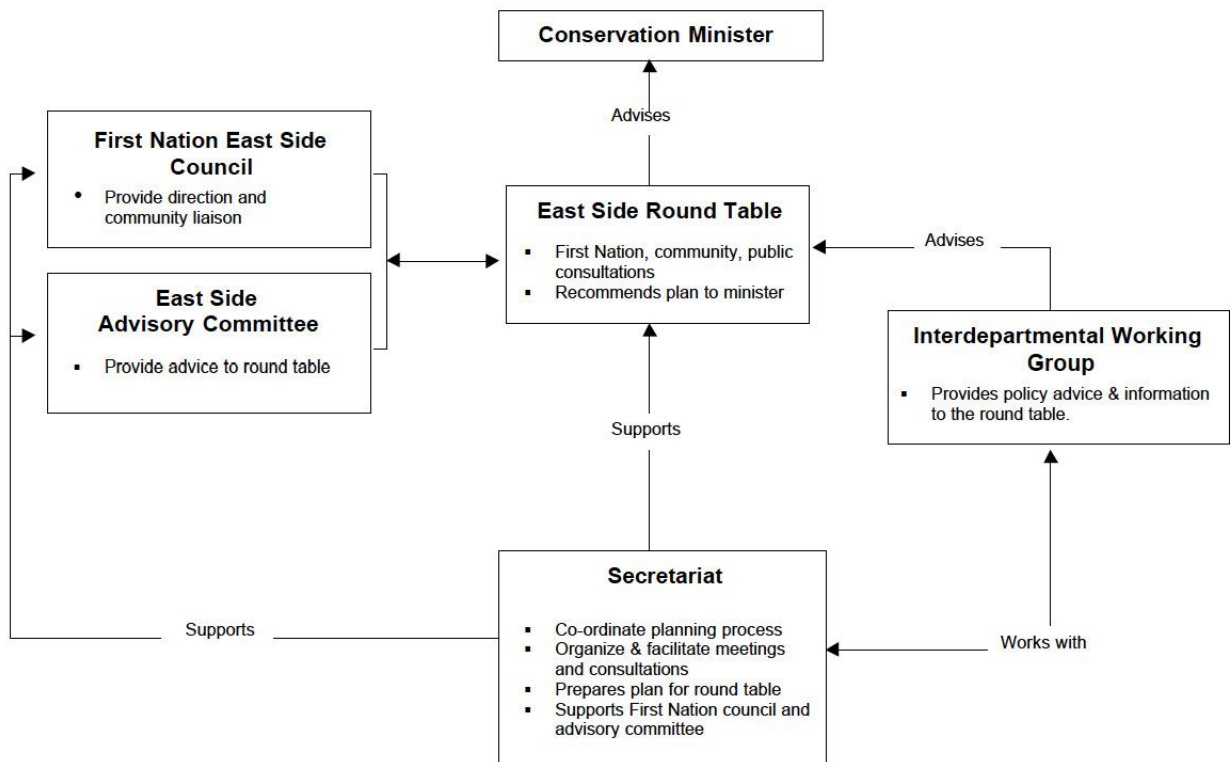 Conservation Minister
Advises
First Nation East Side
Council
• Provide direction and
community liaison
East Side Round Table
▪ First Nation, community, public
consultations
▪ Recommends plan to minister
Advises
East Side
Advisory Committee
▪ Provide advice to round table
Interdepartmental Working
Group
▪ Provides policy advice & information
to the round table.
Supports
Secretariat
▪ Co-ordinate planning process
▪ Organize & facilitate meetings
and consultations
▪ Prepares plan for round table
▪ Supports First Nation council and
advisory committee
Supports
Works with